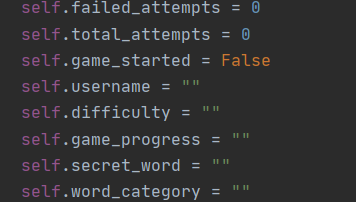 self.failed_attempts = 0
self.total_attempts = 0
self.game_started = False
self.username = ""
self.difficulty = ""
self.game_progress = ""
self.secret_word = ""
self.word_category = ""